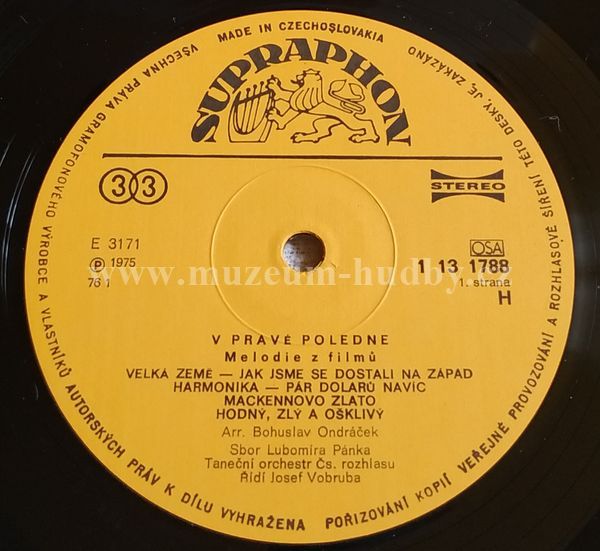 MADE IN CZECHOSLOVAKIA
VŠECHNA PRÁVA GRAMOFONOVÉHO VÝROBCE A VLASTNÍKŮ AUTORSKÝCH PRÁV K DÍLU VYHRAŽENA POŘIZOVÁNÍ KOPIÍ VEŘEJNÉ PROVOZOVÁNÍ A ROZHLASOVÉ ŠÍŘENÍ TÉTO DESKY JE ZAKÁZÁNO
SUPRAPHON
33
STEREO
E 3171
OSA
Ⓟ 1975
1 13 1788
76 1
1. strana
H
www.muzeum-hudby.cz
V PRAVÉ POLEDNE
Melodie z filmů
VELKÁ ZEMĚ — JAK JSME SE DOSTALI NA ZÁPAD
HARMONIKA — PÁR DOLARŮ NAVÍC
MACKENNOVO ZLATO
HODNÝ, ZLÝ A OŠKLIVÝ
Arr. Bohuslav Ondráček
Sbor Lubomíra Pánka
Taneční orchestr Čs. rozhlasu
Řídí Josef Vobruba